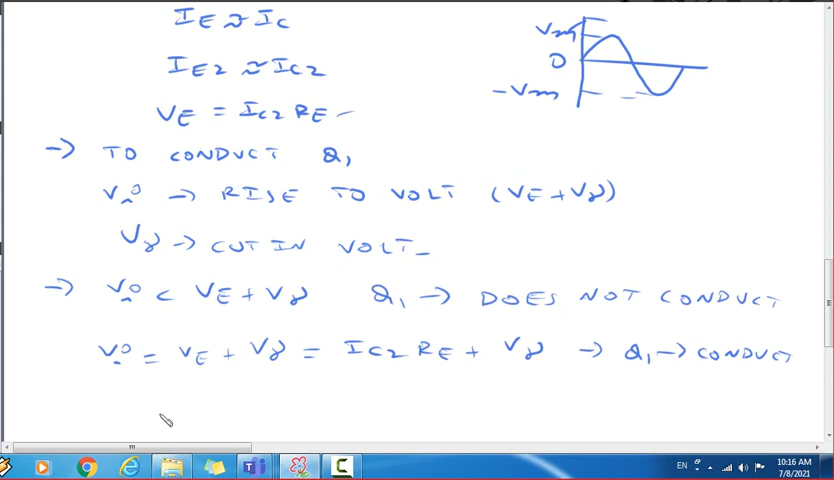 IE ≈ IC
Vm
0
-Vm
IE2 ≈ IC2
VE = IC2 RE
→ TO CONDUCT Q1
Vi → RISE TO VOLT (VE + Vγ)
Vγ → CUT IN VOLT
→ Vi < VE + Vγ Q1 → DOES NOT CONDUCT
Vi = VE + Vγ = IC2 RE + Vγ → Q1 → CONDUCT
EN
10:16 AM
7/8/2021